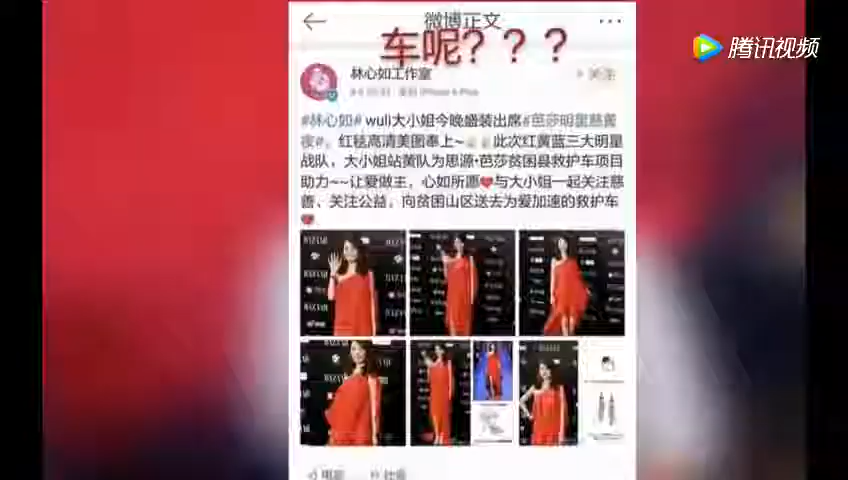 微博正文
车呢？？？
腾讯视频
林心如工作室
+关注
#林心如# wuli大小姐今晚盛装出席#芭莎明星慈善
夜#，红毯高清美图奉上~ 此次红黄蓝三大明星
战队，大小姐站黄队为思源·芭莎贫困县救护车项目
助力~~让爱做主，心如所愿❤与大小姐一起关注慈
善、关注公益，向贫困山区送去为爱加速的救护车
❤
BAZAAR
BAZAAR
BAZAAR